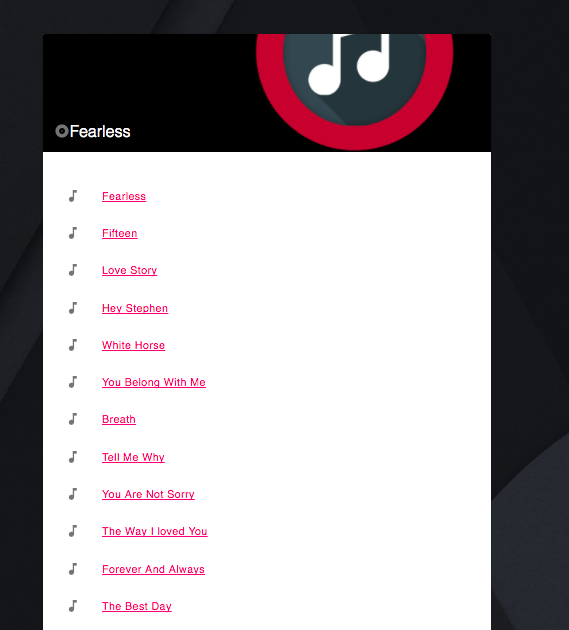 Fearless
Fearless
Fifteen
Love Story
Hey Stephen
White Horse
You Belong With Me
Breath
Tell Me Why
You Are Not Sorry
The Way I loved You
Forever And Always
The Best Day